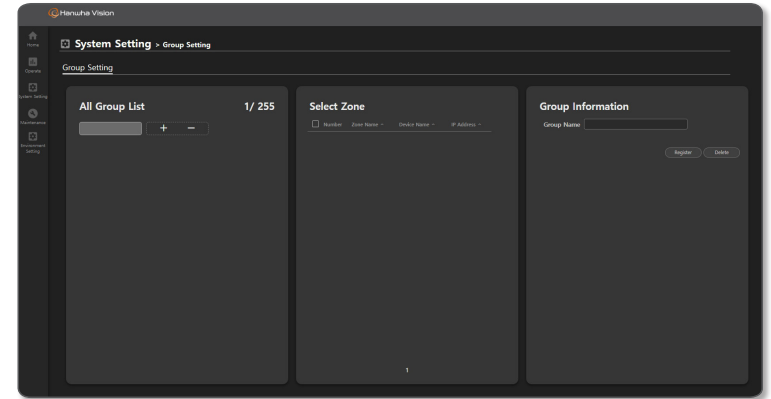 Hanwha Vision
Home
Operate
System Setting
Maintenance
Environment
Setting
System Setting > Group Setting
Group Setting
All Group List 1/ 255
+ −
Select Zone
Number Zone Name Device Name IP Address
1
Group Information
Group Name
Register Delete